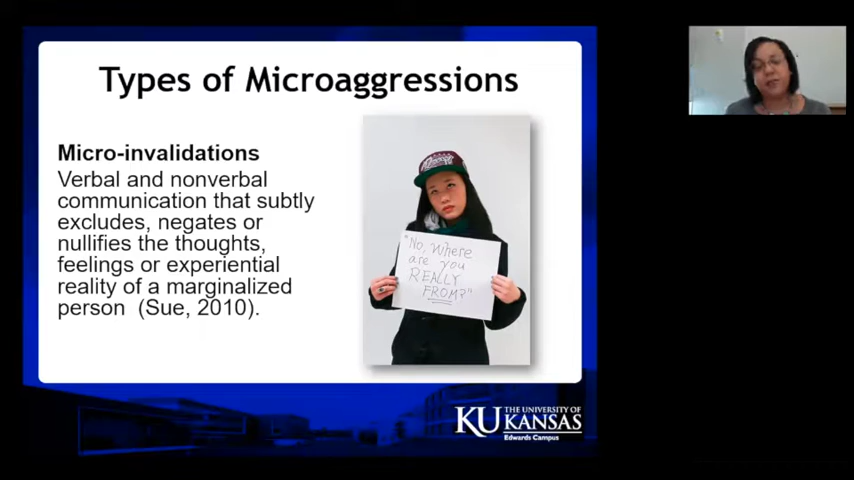 Types of Microaggressions
Micro-invalidations
Verbal and nonverbal
communication that subtly
excludes, negates or
nullifies the thoughts,
feelings or experiential
reality of a marginalized
person (Sue, 2010).
"No, Where
are you
REALLY
FROM?"
KU THE UNIVERSITY OF
KANSAS
Edwards Campus